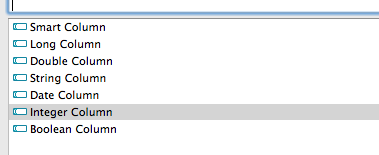 Smart Column
Long Column
Double Column
String Column
Date Column
Integer Column
Boolean Column